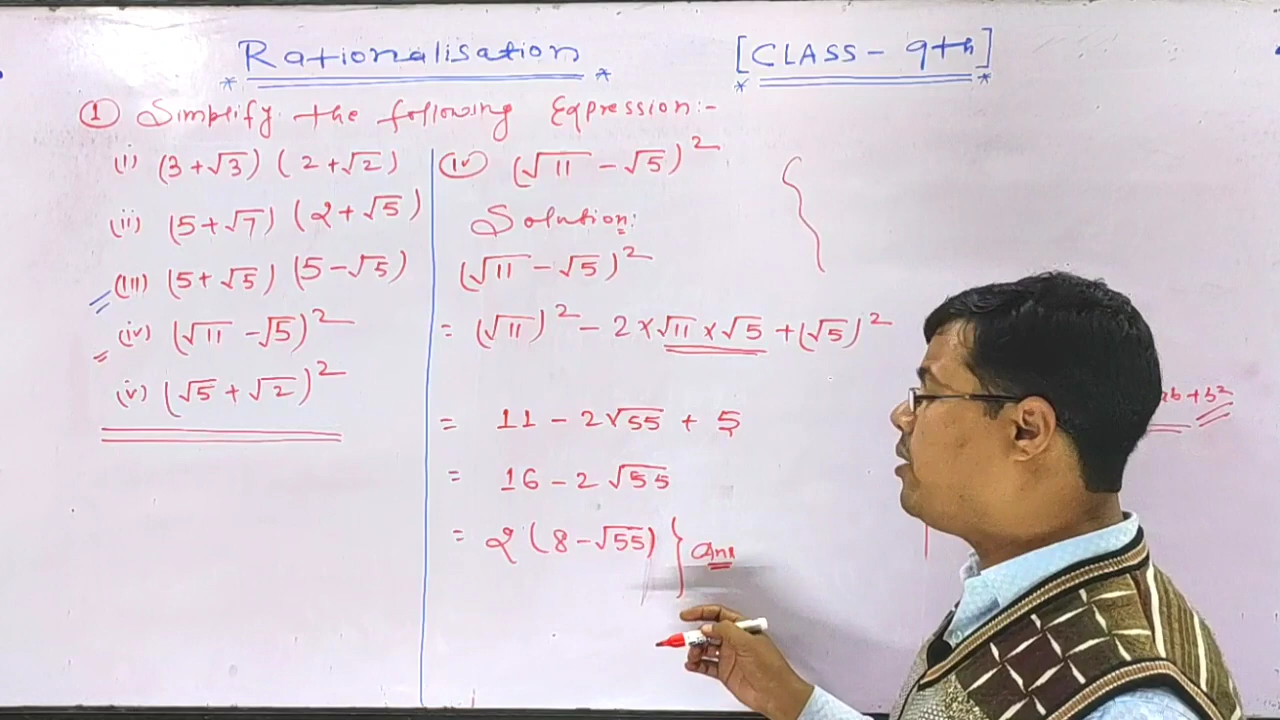 Rationalisation [CLASS- 9th]
① Simplify the following Expression:-
(i) (3+√3) (2+√2)
(ii) (5+√7) (2+√5)
(iii) (5+√5) (5-√5)
(iv) (√11 -√5)²
(v) (√5 + √2)²
(iv) (√11 - √5)²
Solution:
(√11 - √5)²
= (√11)² - 2×√11×√5 +(√5)²
= 11 - 2√55 + 5
= 16 - 2√55
= 2(8-√55) } Ans
ab+b²